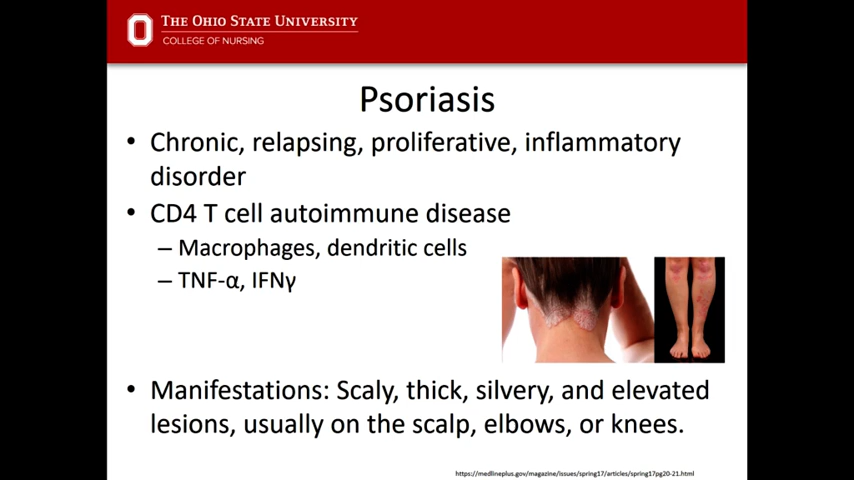 THE OHIO STATE UNIVERSITY
COLLEGE OF NURSING
Psoriasis
• Chronic, relapsing, proliferative, inflammatory
disorder
• CD4 T cell autoimmune disease
– Macrophages, dendritic cells
– TNF-α, IFNγ
• Manifestations: Scaly, thick, silvery, and elevated
lesions, usually on the scalp, elbows, or knees.
https://medlineplus.gov/magazine/issues/spring17/articles/spring17pg20-21.html